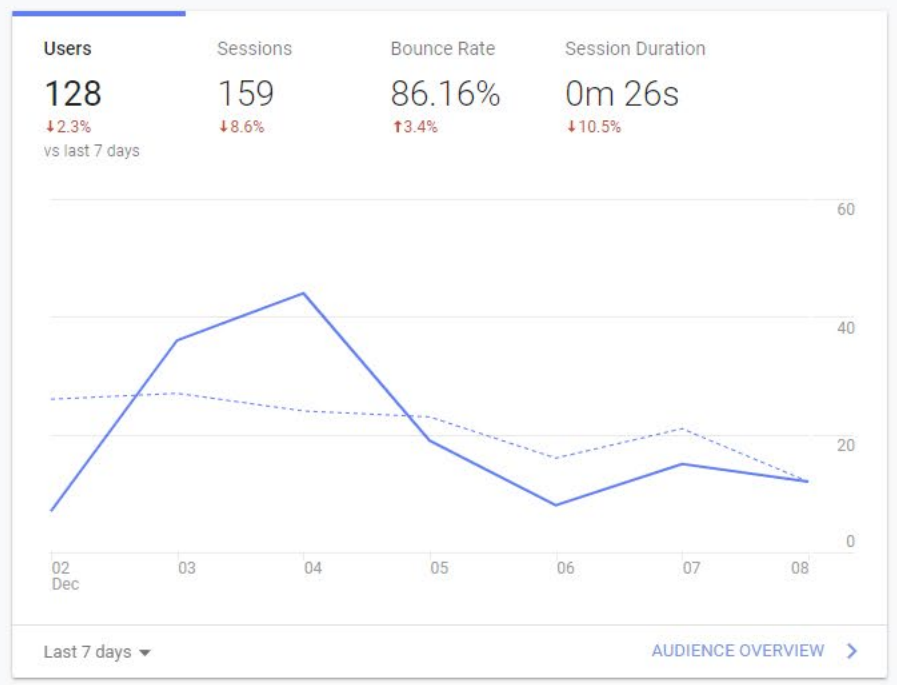 Users Sessions Bounce Rate Session Duration
128 159 86.16% 0m 26s
↓2.3% ↓8.6% ↑3.4% ↓10.5%
vs last 7 days
60
40
20
0
02 03 04 05 06 07 08
Dec
Last 7 days AUDIENCE OVERVIEW